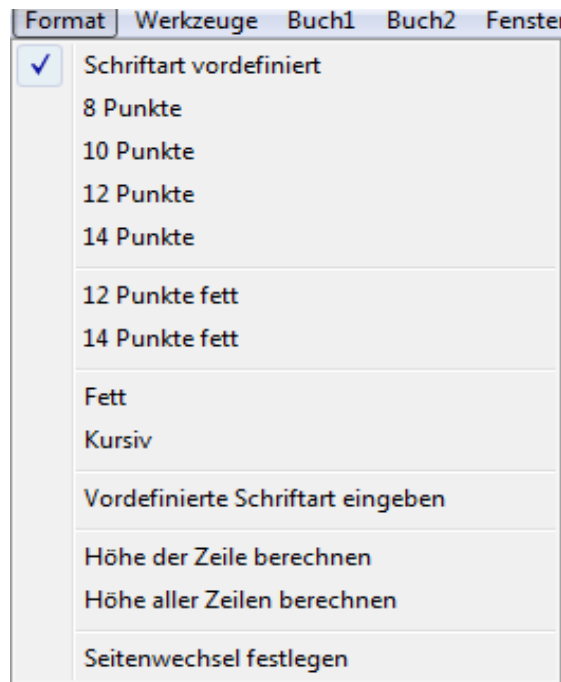 Format Werkzeuge Buch1 Buch2 Fenster
Schriftart vordefiniert
8 Punkte
10 Punkte
12 Punkte
14 Punkte
12 Punkte fett
14 Punkte fett
Fett
Kursiv
Vordefinierte Schriftart eingeben
Höhe der Zeile berechnen
Höhe aller Zeilen berechnen
Seitenwechsel festlegen